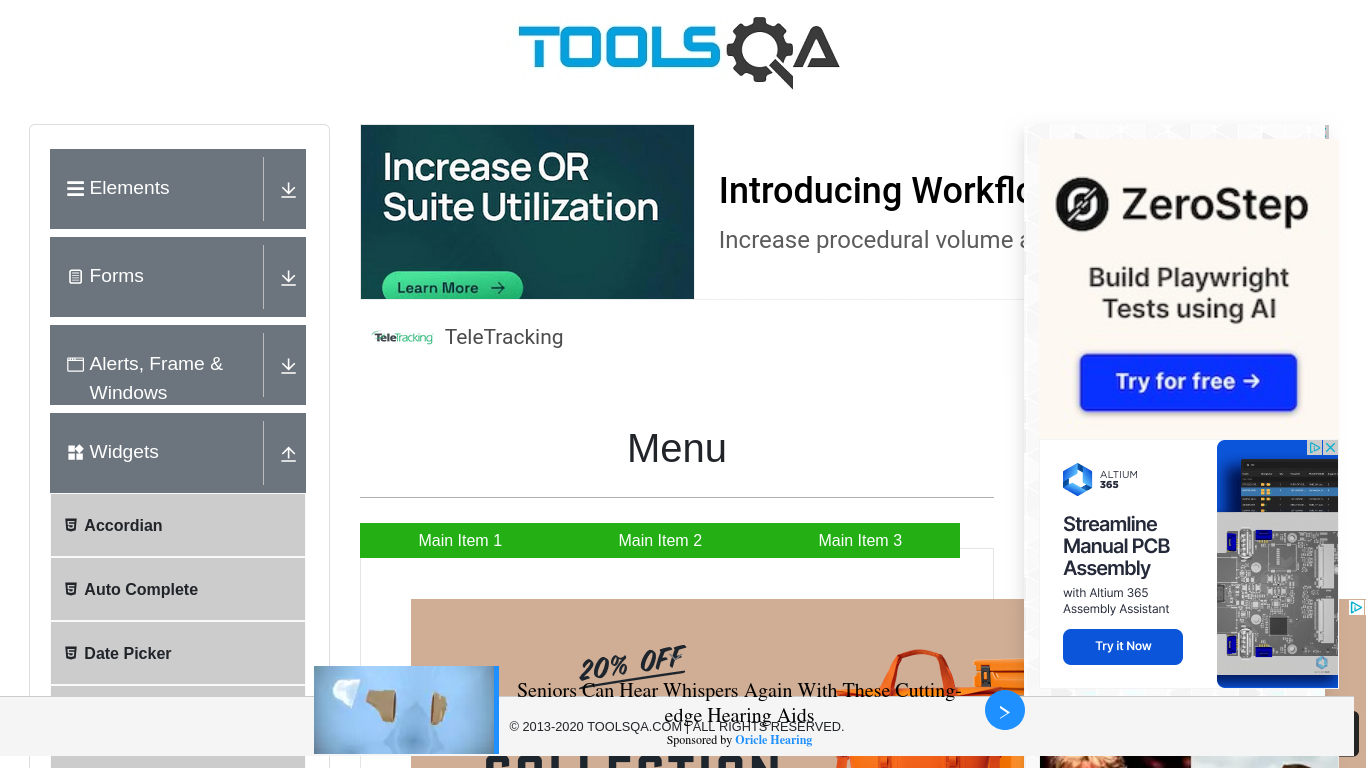 TOOLSQA
Elements
Forms
Alerts, Frame &
Windows
Widgets
Accordian
Auto Complete
Date Picker
Increase OR
Suite Utilization
Learn More
Introducing Workflo
Increase procedural volume a
TeleTracking
TeleTracking
Menu
Main Item 1
Main Item 2
Main Item 3
20% OFF
COLLECTION
ZeroStep
Build Playwright
Tests using AI
Try for free →
ALTIUM
365
Streamline
Manual PCB
Assembly
with Altium 365
Assembly Assistant
Try it Now
Seniors Can Hear Whispers Again With These Cutting-
edge Hearing Aids
© 2013-2020 TOOLSQA.COM | ALL RIGHTS RESERVED.
Sponsored by Oricle Hearing